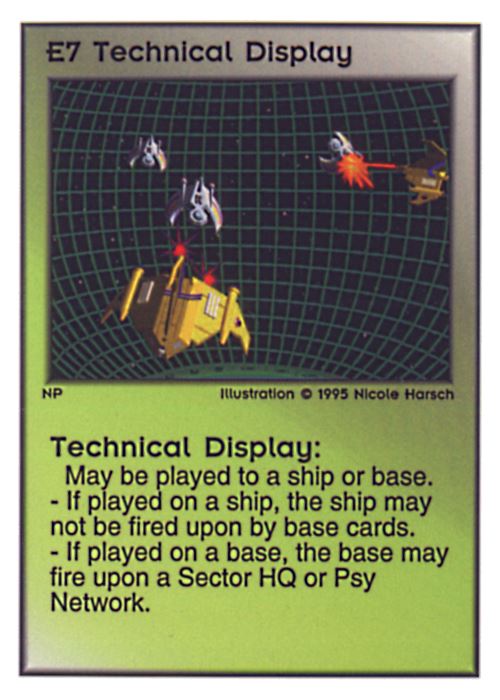 E7 Technical Display
NP
Illustration © 1995 Nicole Harsch
Technical Display:
May be played to a ship or base.
- If played on a ship, the ship may
not be fired upon by base cards.
- If played on a base, the base may
fire upon a Sector HQ or Psy
Network.